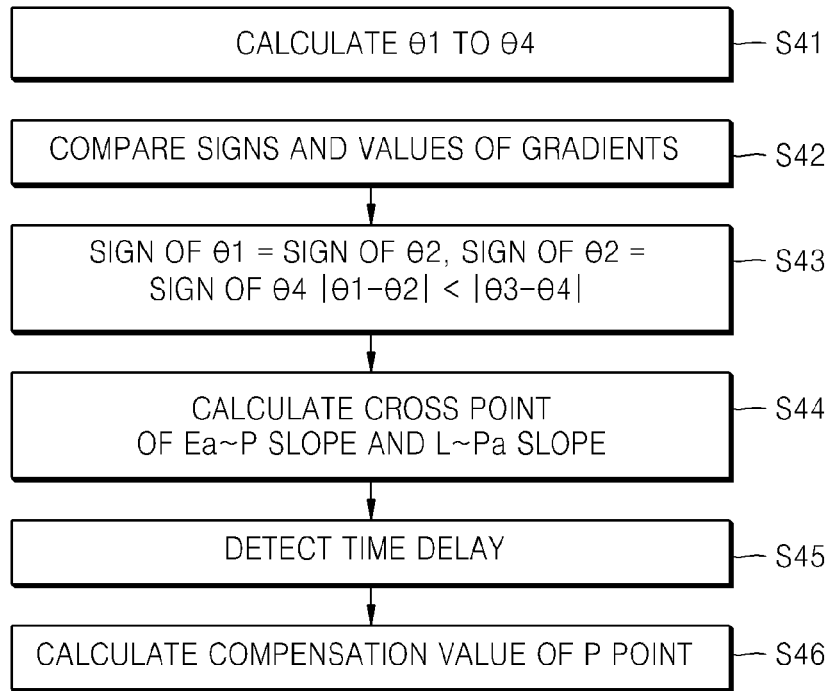 CALCULATE θ1 TO θ4
S41
COMPARE SIGNS AND VALUES OF GRADIENTS
S42
SIGN OF θ1 = SIGN OF θ2, SIGN OF θ2 =
SIGN OF θ4 |θ1-θ2| < |θ3-θ4|
S43
CALCULATE CROSS POINT
OF Ea~P SLOPE AND L~Pa SLOPE
S44
DETECT TIME DELAY
S45
CALCULATE COMPENSATION VALUE OF P POINT
S46